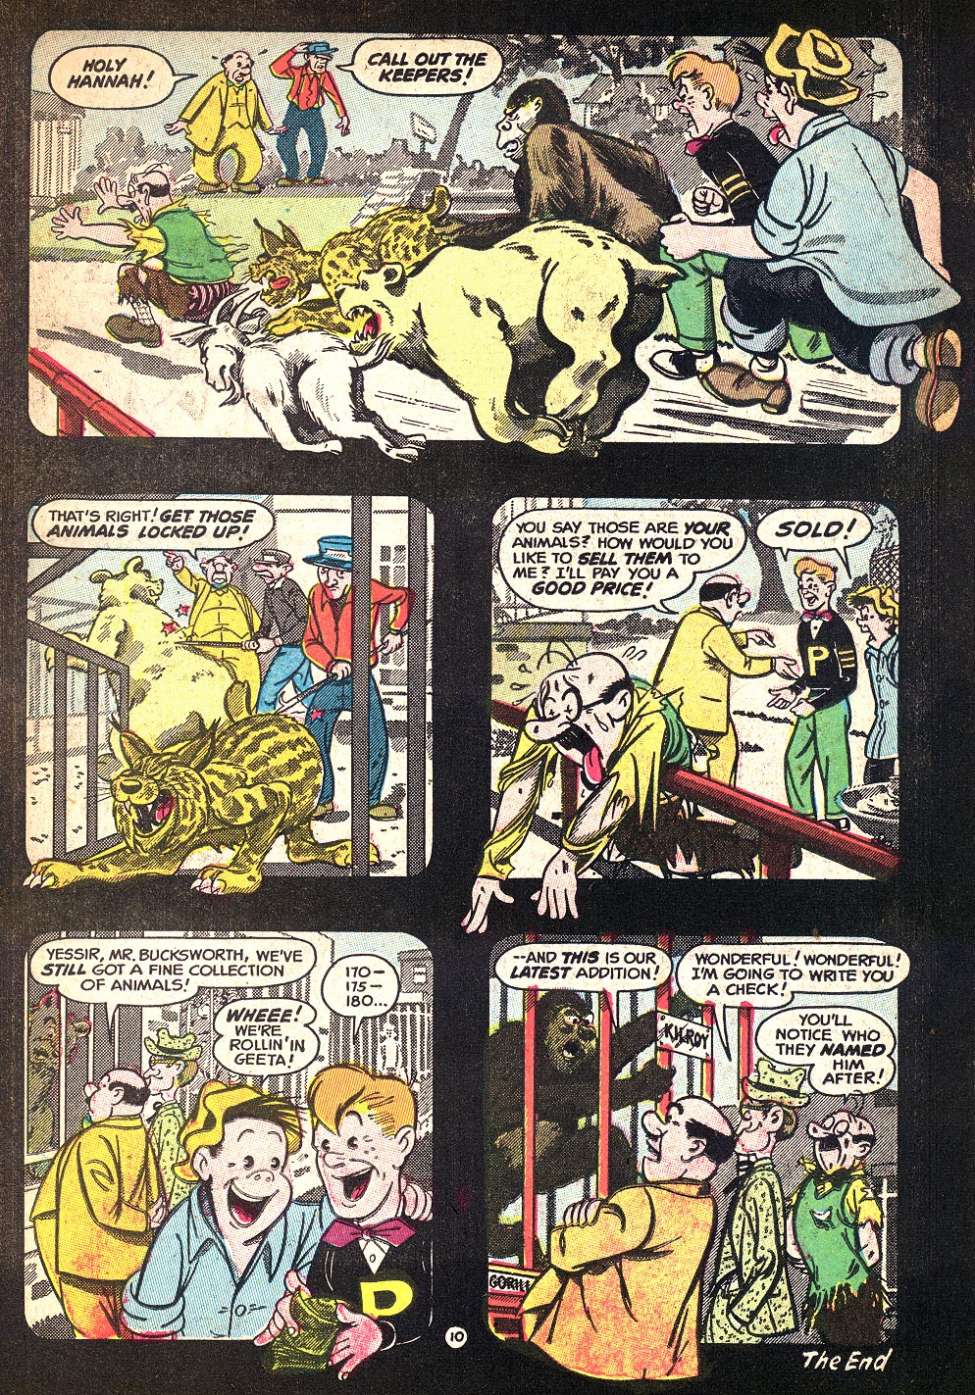 HOLY
HANNAH!
CALL OUT THE
KEEPERS!
THAT'S RIGHT! GET THOSE
ANIMALS LOCKED UP!
YOU SAY THOSE ARE YOUR
ANIMALS? HOW WOULD YOU
LIKE TO SELL THEM TO
ME? I'LL PAY YOU A
GOOD PRICE!
SOLD!
P
YESSIR, MR. BUCKSWORTH, WE'VE
STILL GOT A FINE COLLECTION
OF ANIMALS!
WHEEE!
WE'RE
ROLLIN' IN
GEETA!
170—
175—
180...
P
10
--AND THIS IS OUR
LATEST ADDITION!
WONDERFUL! WONDERFUL!
I'M GOING TO WRITE YOU
A CHECK!
YOU'LL
NOTICE WHO
THEY NAMED
HIM
AFTER!
KILROY
GORILL
The End